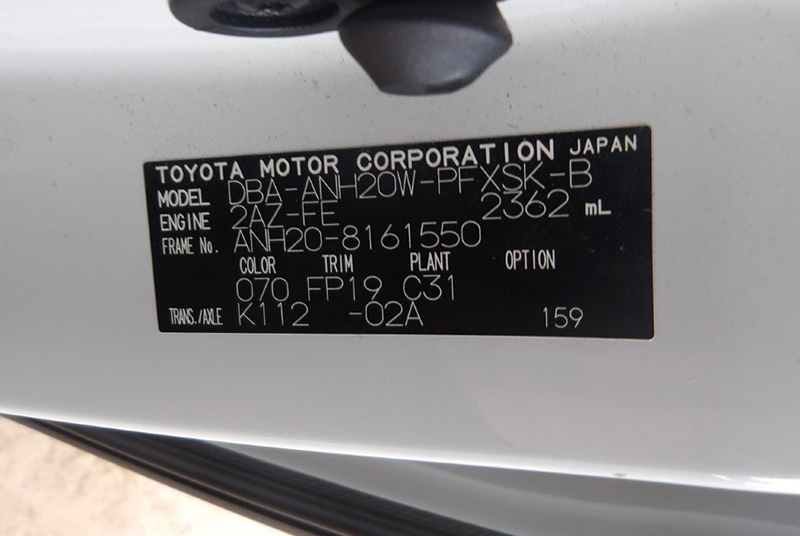 TOYOTA MOTOR CORPORATION JAPAN
MODEL DBA-ANH20W-PFXSK-B
ENGINE 2AZ-FE 2362 mL
FRAME No. ANH20-8161550
COLOR TRIM PLANT OPTION
070 FP19 C31
TRANS./AXLE K112 -02A 159